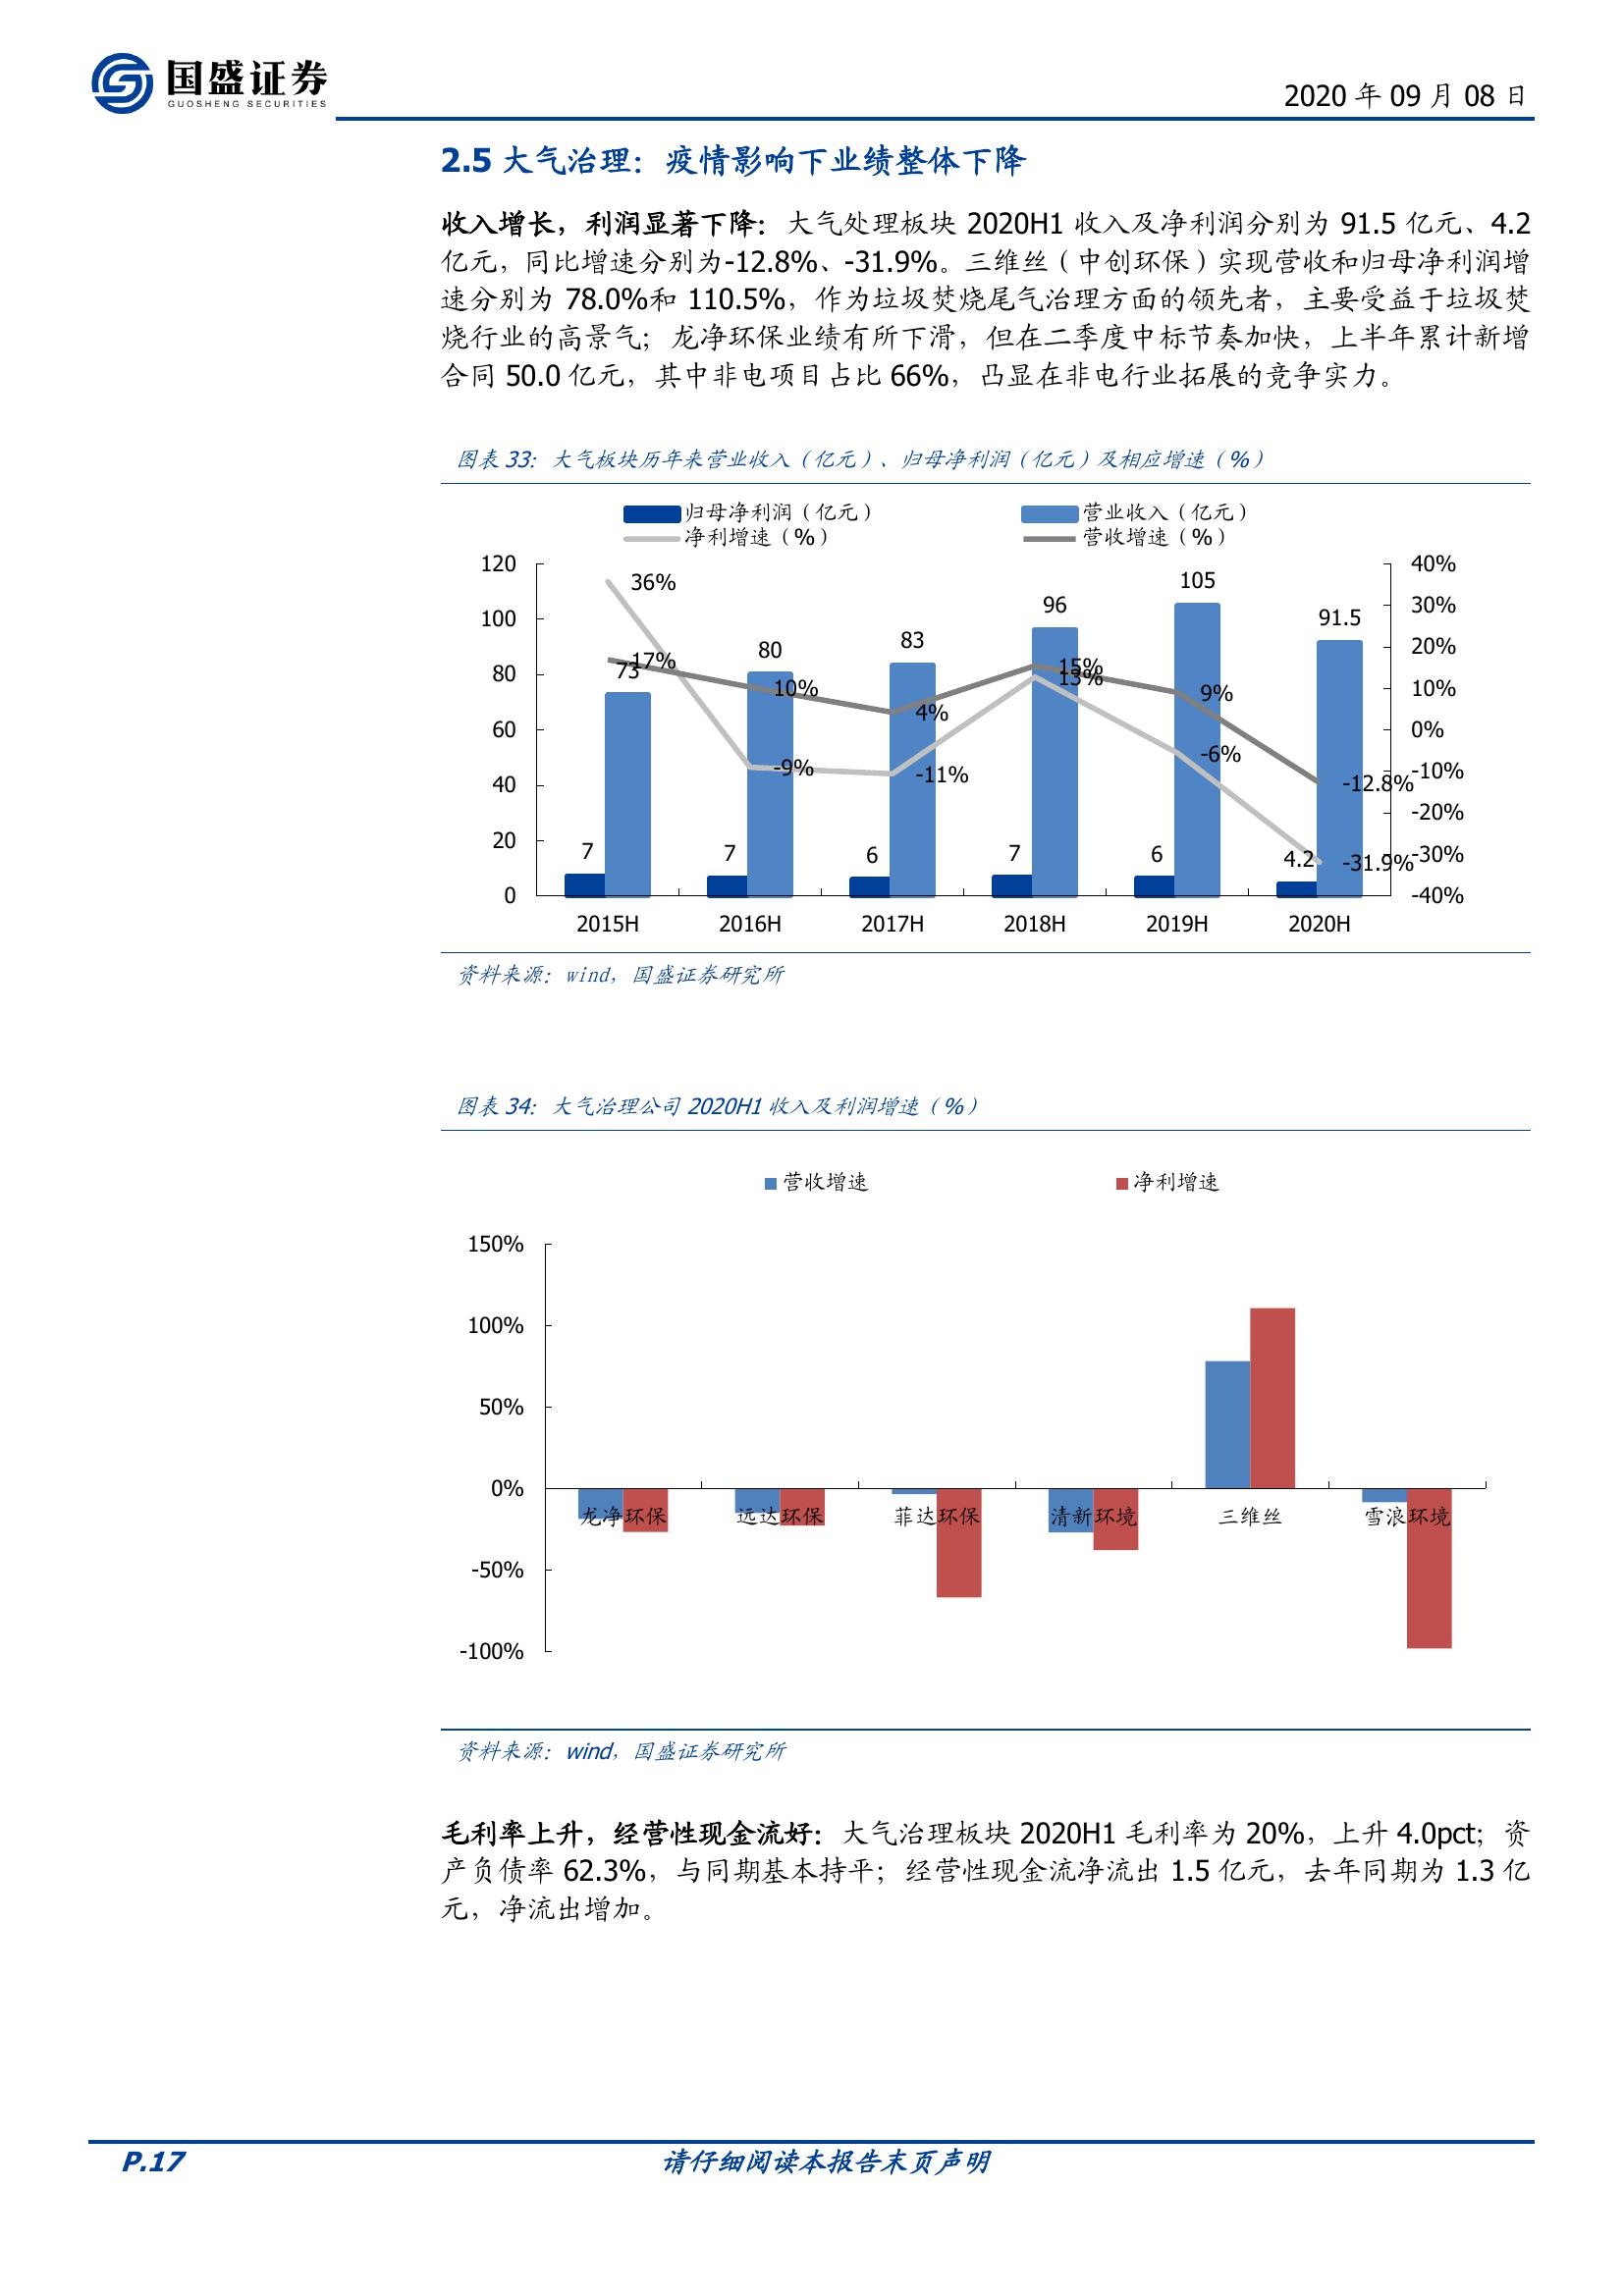 国盛证券
GUOSHENG SECURITIES
2020 年 09 月 08 日
2.5 大气治理：疫情影响下业绩整体下降
收入增长，利润显著下降：大气处理板块 2020H1 收入及净利润分别为 91.5 亿元、4.2
亿元，同比增速分别为-12.8%、-31.9%。三维丝（中创环保）实现营收和归母净利润增
速分别为 78.0%和 110.5%，作为垃圾焚烧尾气治理方面的领先者，主要受益于垃圾焚
烧行业的高景气；龙净环保业绩有所下滑，但在二季度中标节奏加快，上半年累计新增
合同 50.0 亿元，其中非电项目占比 66%，凸显在非电行业拓展的竞争实力。
图表 33：大气板块历年来营业收入（亿元）、归母净利润（亿元）及相应增速（%）
归母净利润（亿元） 营业收入（亿元）
净利增速（%） 营收增速（%）
120
100
80
60
40
20
0
40%
30%
20%
10%
0%
-10%
-20%
-30%
-40%
36%
-9%
-11%
13%
-6%
-31.9%
17%
10%
4%
15%
9%
-12.8%
73
80
83
96
105
91.5
7
7
6
7
6
4.2
2015H 2016H 2017H 2018H 2019H 2020H
资料来源：wind，国盛证券研究所
图表 34：大气治理公司 2020H1 收入及利润增速（%）
营收增速 净利增速
150%
100%
50%
0%
-50%
-100%
龙净环保 远达环保 菲达环保 清新环境 三维丝 雪浪环境
资料来源：wind，国盛证券研究所
毛利率上升，经营性现金流好：大气治理板块 2020H1 毛利率为 20%，上升 4.0pct；资
产负债率 62.3%，与同期基本持平；经营性现金流净流出 1.5 亿元，去年同期为 1.3 亿
元，净流出增加。
P.17 请仔细阅读本报告末页声明